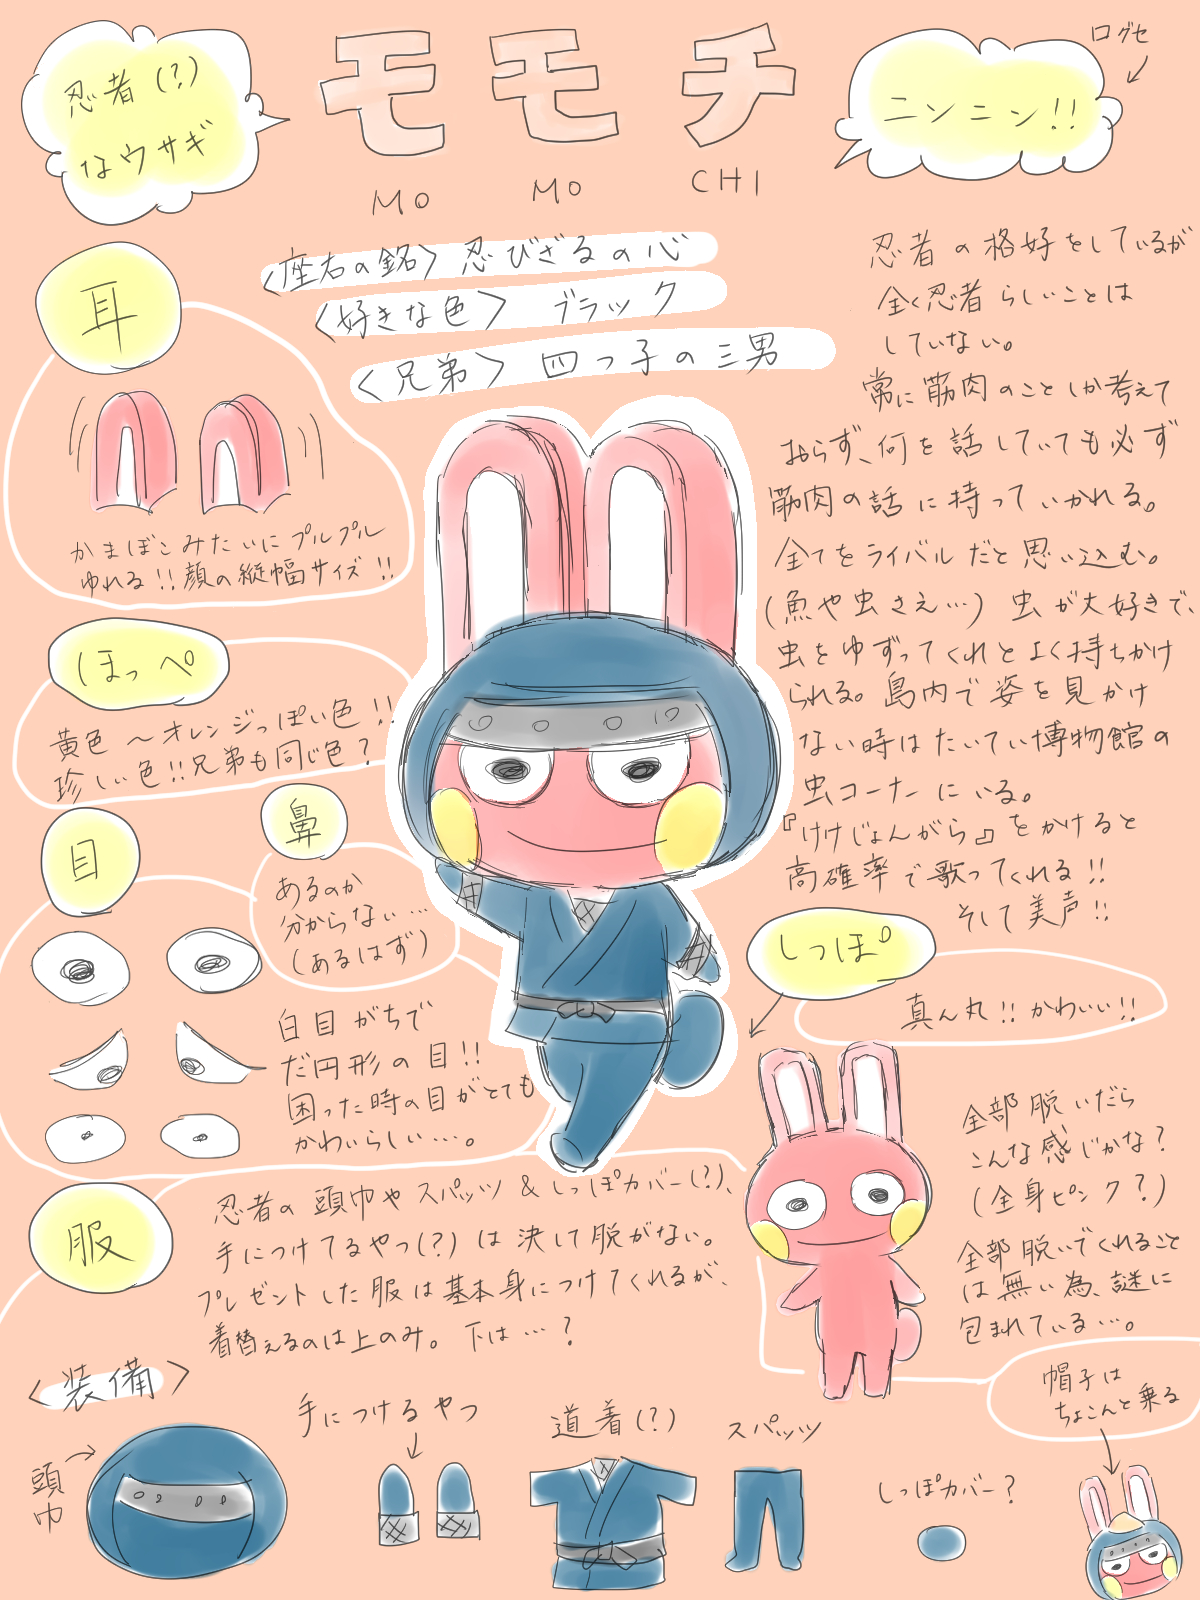 忍者(?)
なウサギ
モモチ
MO MO CHI
ログセ
ニンニン!!
<座右の銘> 忍びざるの心
<好きな色> ブラック
<兄弟> 四つ子の三男
忍者の格好をしているが
全く忍者らしいことは
していない。
常に筋肉のことしか考えて
おらず、何を話していても必ず
筋肉の話に持っていかれる。
全てをライバルだと思い込む。
(魚や虫さえ…) 虫が大好きで、
虫をゆずってくれとよく持ちかけ
られる。島内で姿を見かけ
ない時はたいてい博物館の
虫コーナーにいる。
『けけじょんがら』をかけると
高確率で歌ってくれる!!
そして美声!!
耳
かまぼこみたいにプルプル
ゆれる!!顔の縦幅サイズ!!
ほっぺ
黄色〜オレンジっぽい色!!
珍しい色!!兄弟も同じ色?
目
鼻
あるのか
分からない…
(あるはず)
白目がちで
だ円形の目!!
困った時の目がとても
かわいらしい…。
しっぽ
真ん丸!!かわいい!!
全部脱いだら
こんな感じかな?
(全身ピンク?)
全部脱いでくれること
は無い為、謎に
包まれている…。
服
忍者の頭巾やスパッツ&しっぽカバー(?)、
手につけてるやつ(?)は決して脱がない。
プレゼントした服は基本身につけてくれるが、
着替えるのは上のみ。下は…?
<装備>
頭巾
手につけるやつ
道着(?)
スパッツ
しっぽカバー?
帽子は
ちょこんと乗る